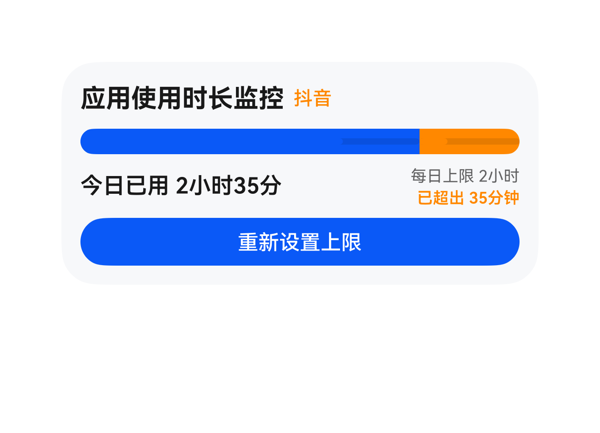 应用使用时长监控 抖音
今日已用 2小时35分
每日上限 2小时
已超出 35分钟
重新设置上限